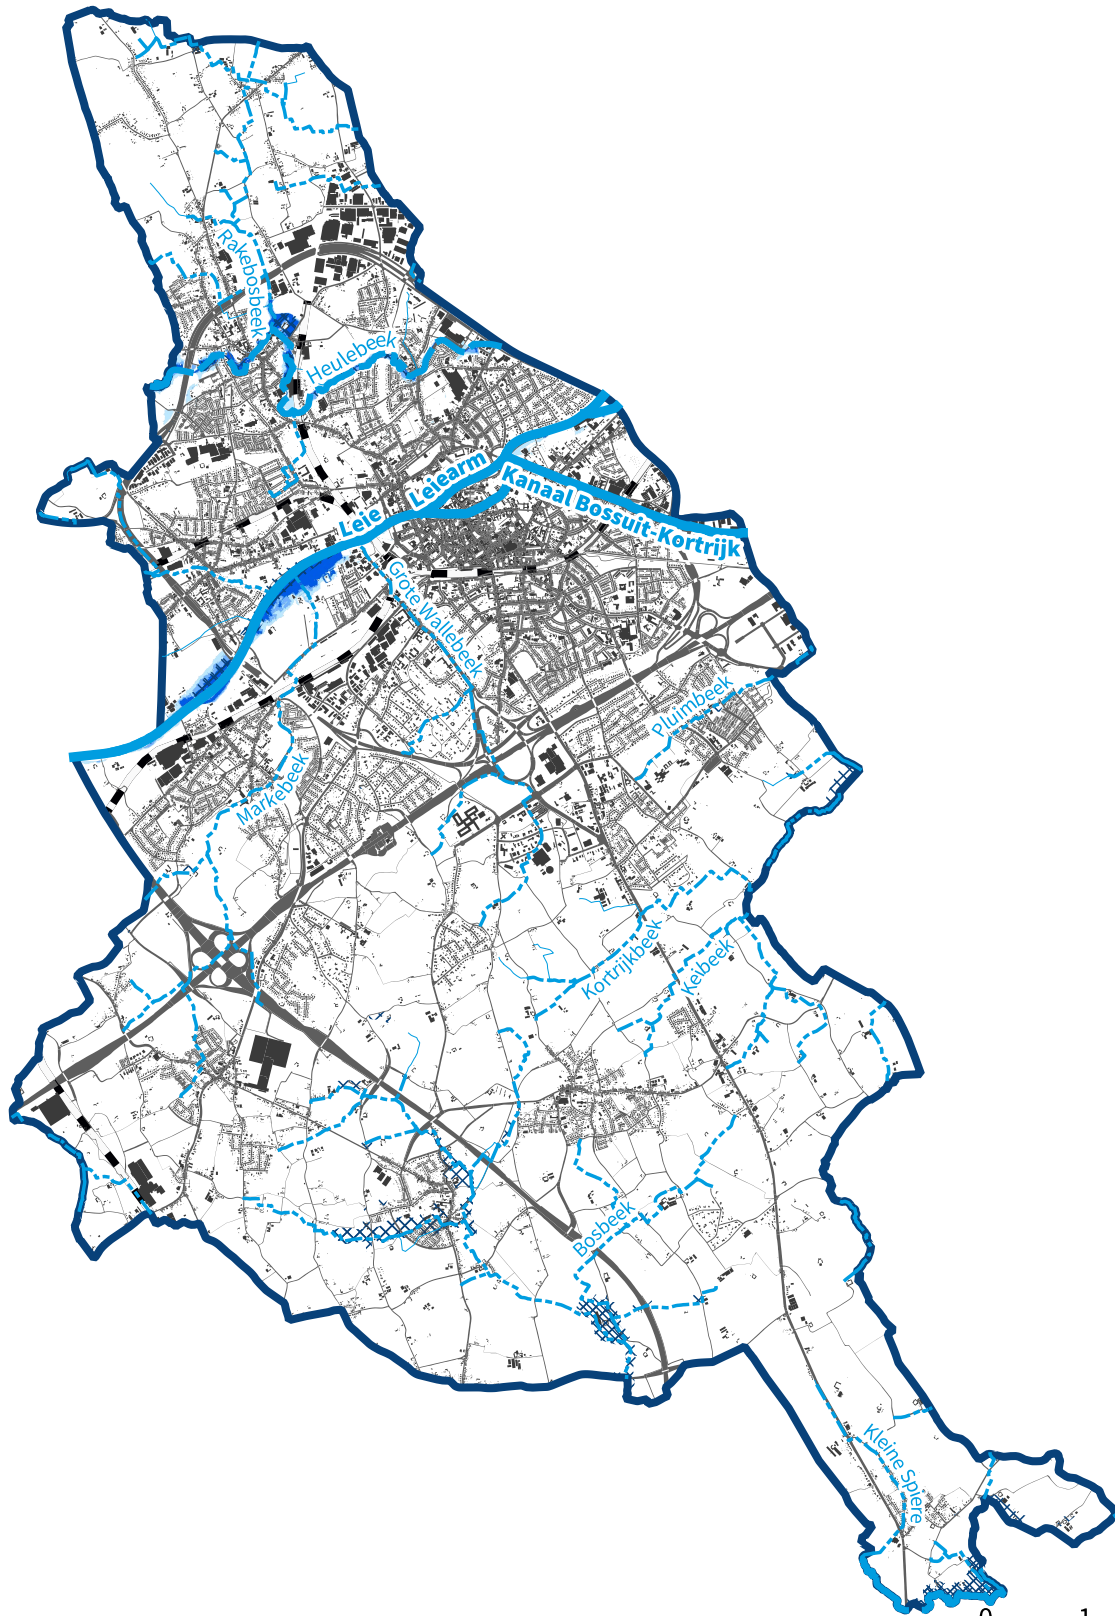 Rakebosbeek
Heulebeek
Leiearm
Leie
Kanaal Bossuit-Kortrijk
Grote Wallebeek
Pluimbeek
Markebeek
Kortrijkbeek
Keibeek
Bosbeek
Kleine Spiere
0 1